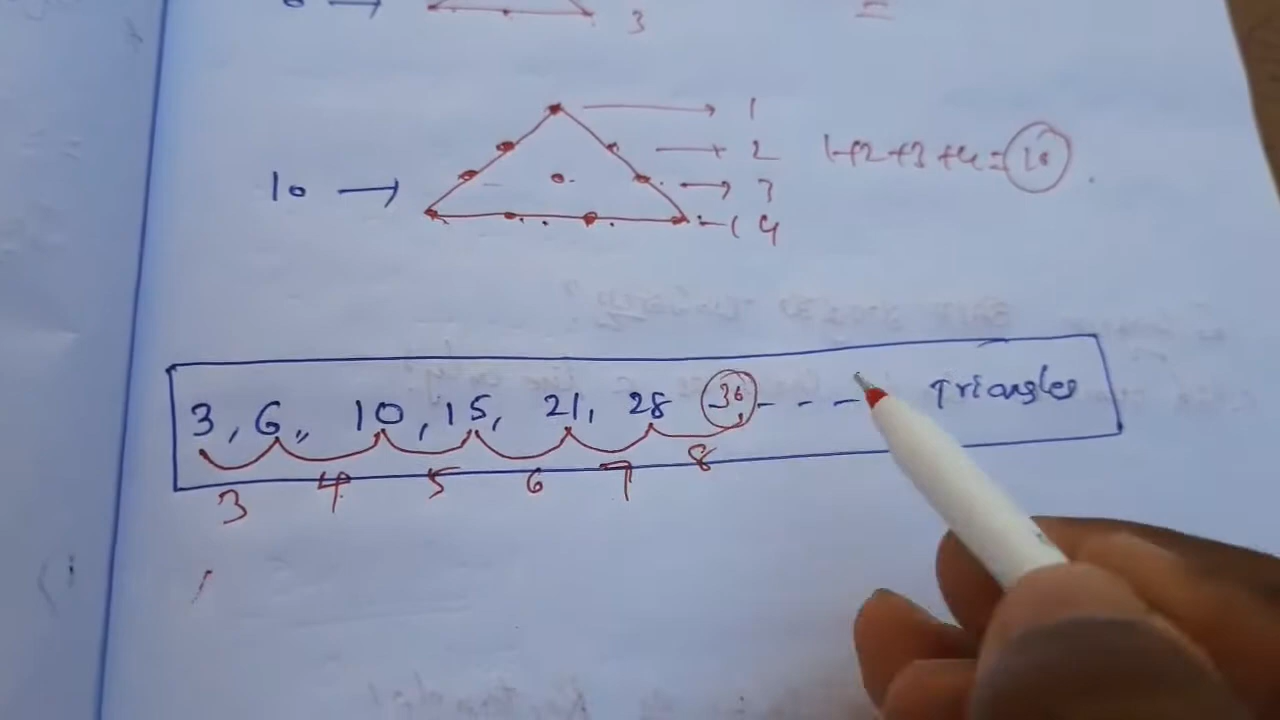 3
1
2 1+2+3+4=10
10 → 3
4
3, 6, 10, 15, 21, 28 36 - - - Triangles
3 4 5 6 7 8